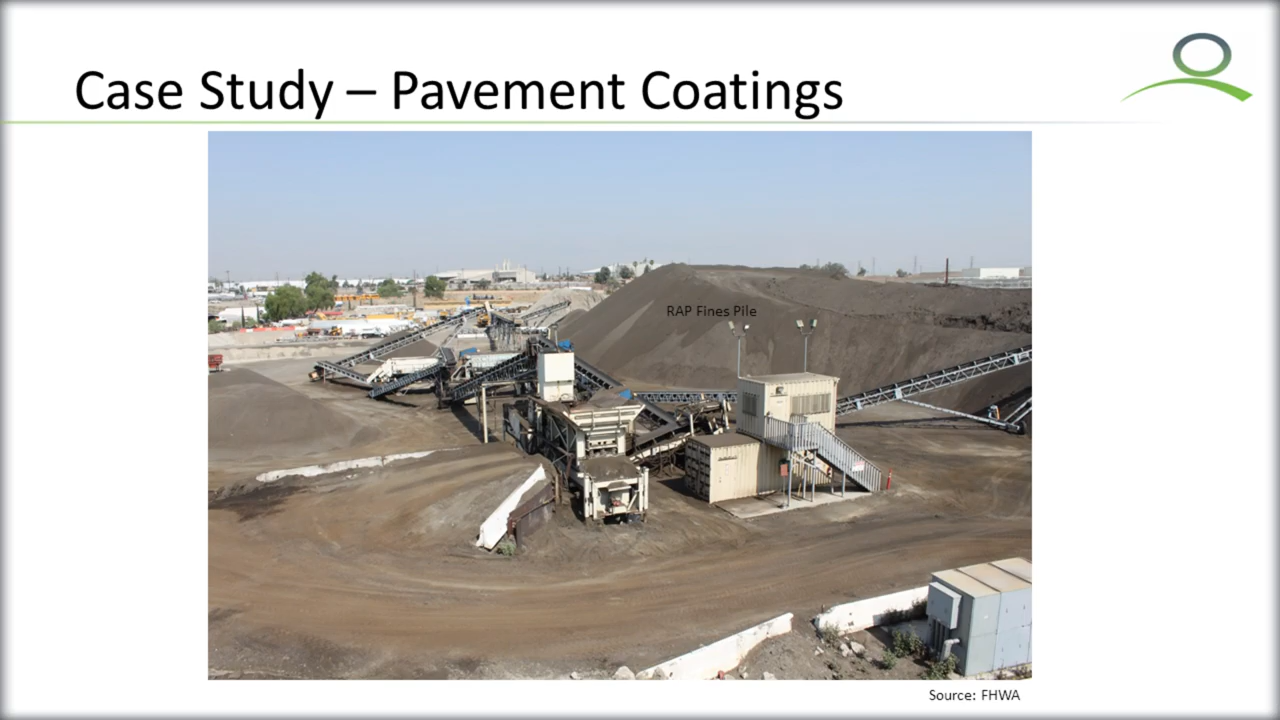 Case Study – Pavement Coatings
RAP Fines Pile
Source: FHWA